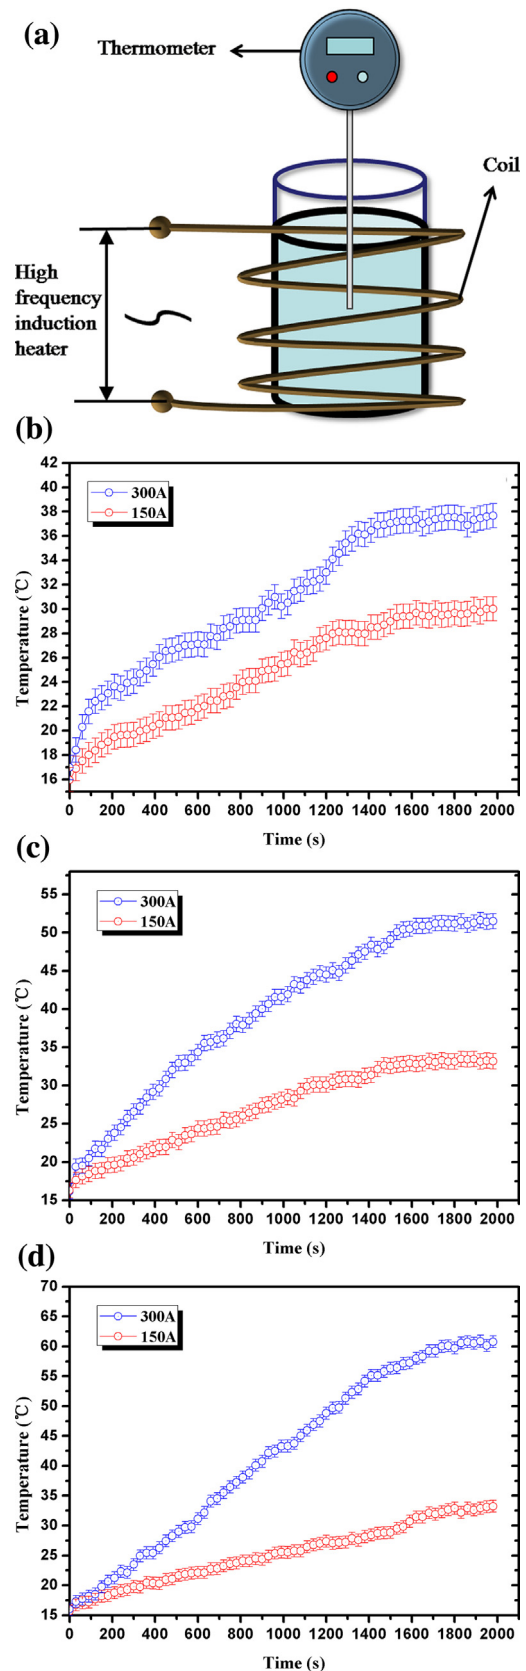 (a)
Thermometer
Coil
High
frequency
induction
heater
(b)
42
40
38
36
34
32
30
28
26
24
22
20
18
16
Temperature (℃)
300A
150A
0 200 400 600 800 1000 1200 1400 1600 1800 2000
Time (s)
(c)
55
50
45
40
35
30
25
20
15
Temperature (℃)
300A
150A
0 200 400 600 800 1000 1200 1400 1600 1800 2000
Time (s)
(d)
70
65
60
55
50
45
40
35
30
25
20
15
Temperature (℃)
300A
150A
0 200 400 600 800 1000 1200 1400 1600 1800 2000
Time (s)